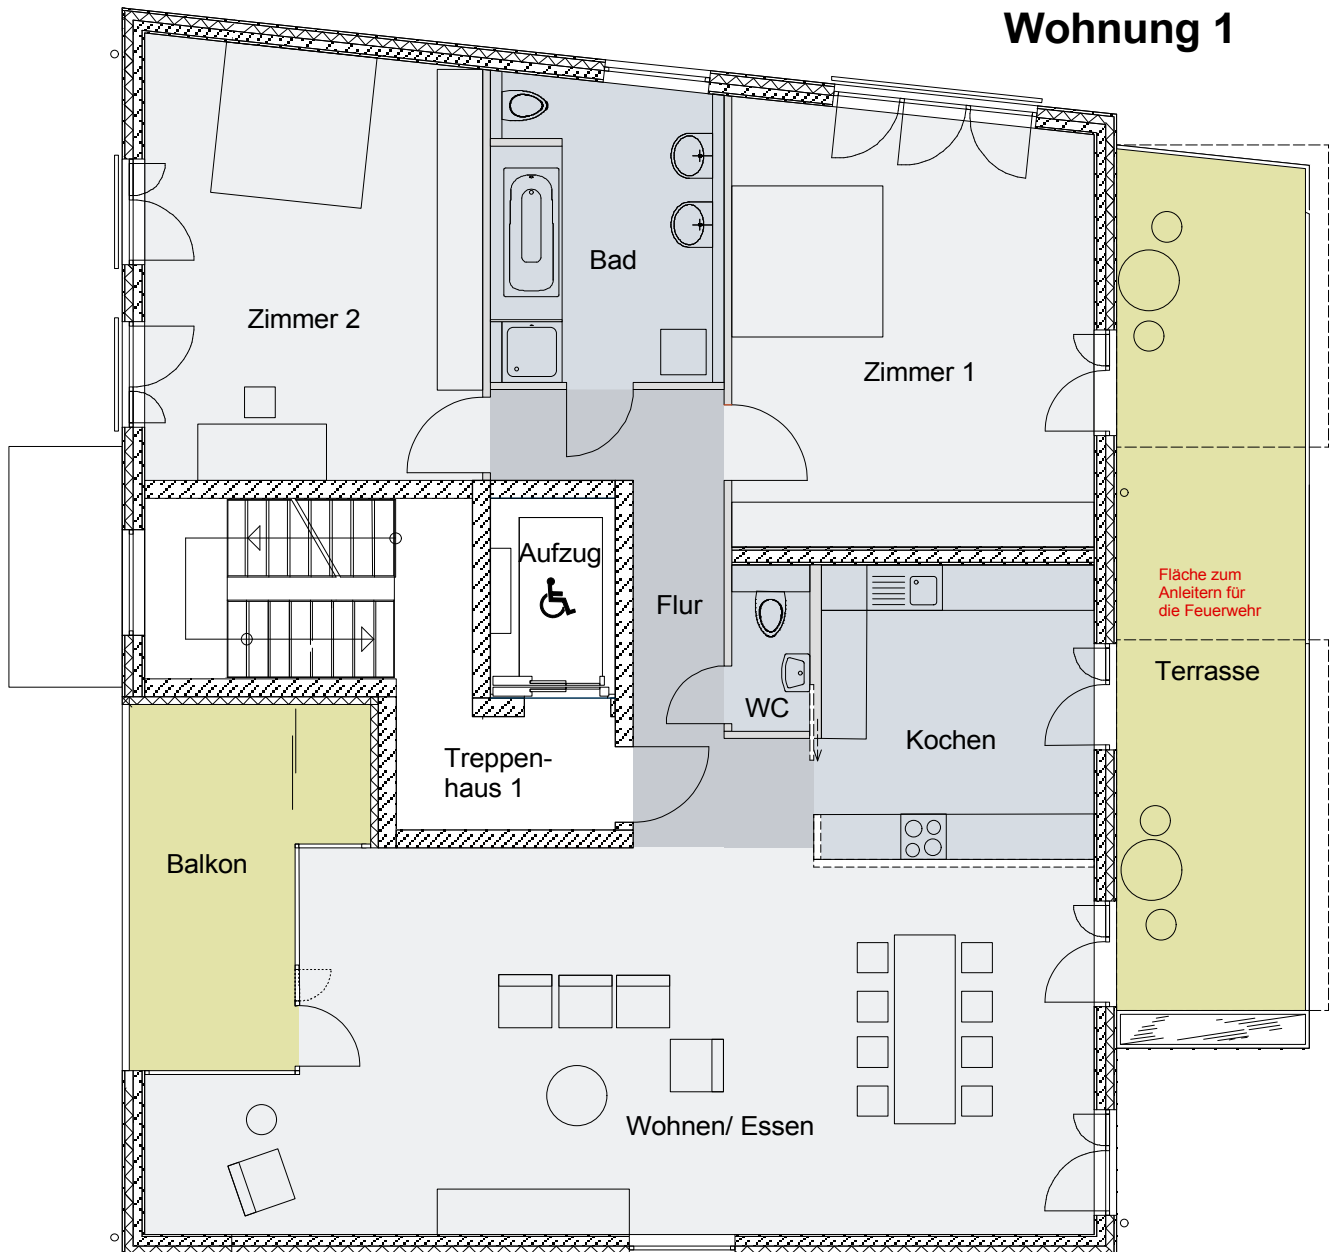 Wohnung 1
Bad
Zimmer 2
Zimmer 1
Aufzug
Fläche zum
Anleitern für
die Feuerwehr
Flur
Terrasse
WC
Kochen
Treppen-
haus 1
Balkon
Wohnen/ Essen